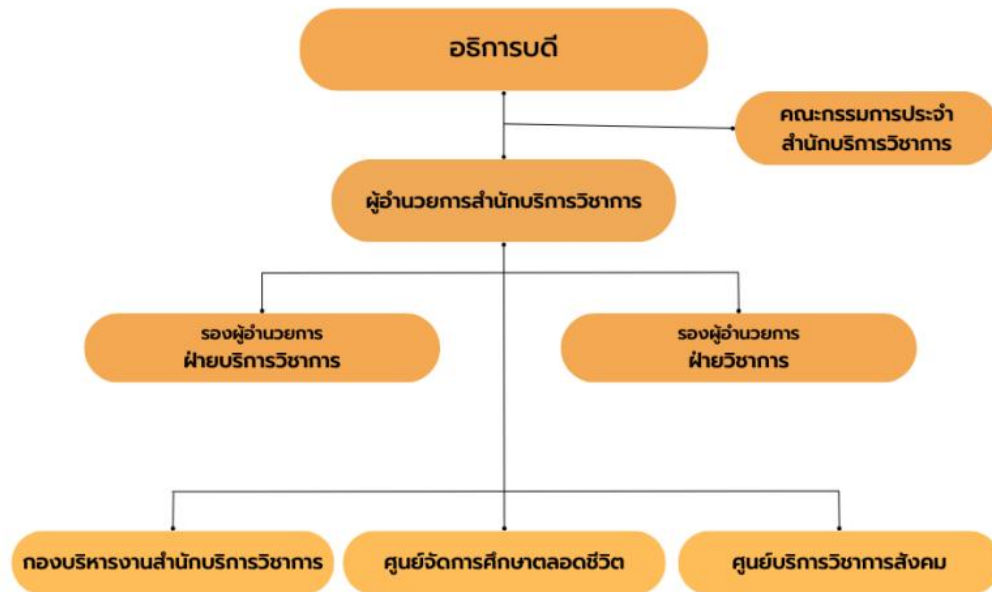 อธิการบดี
คณะกรรมการประจำ
สำนักบริการวิชาการ
ผู้อำนวยการสำนักบริการวิชาการ
รองผู้อำนวยการ
ฝ่ายบริการวิชาการ
รองผู้อำนวยการ
ฝ่ายวิชาการ
กองบริหารงานสำนักบริการวิชาการ
ศูนย์จัดการศึกษาตลอดชีวิต
ศูนย์บริการวิชาการสังคม